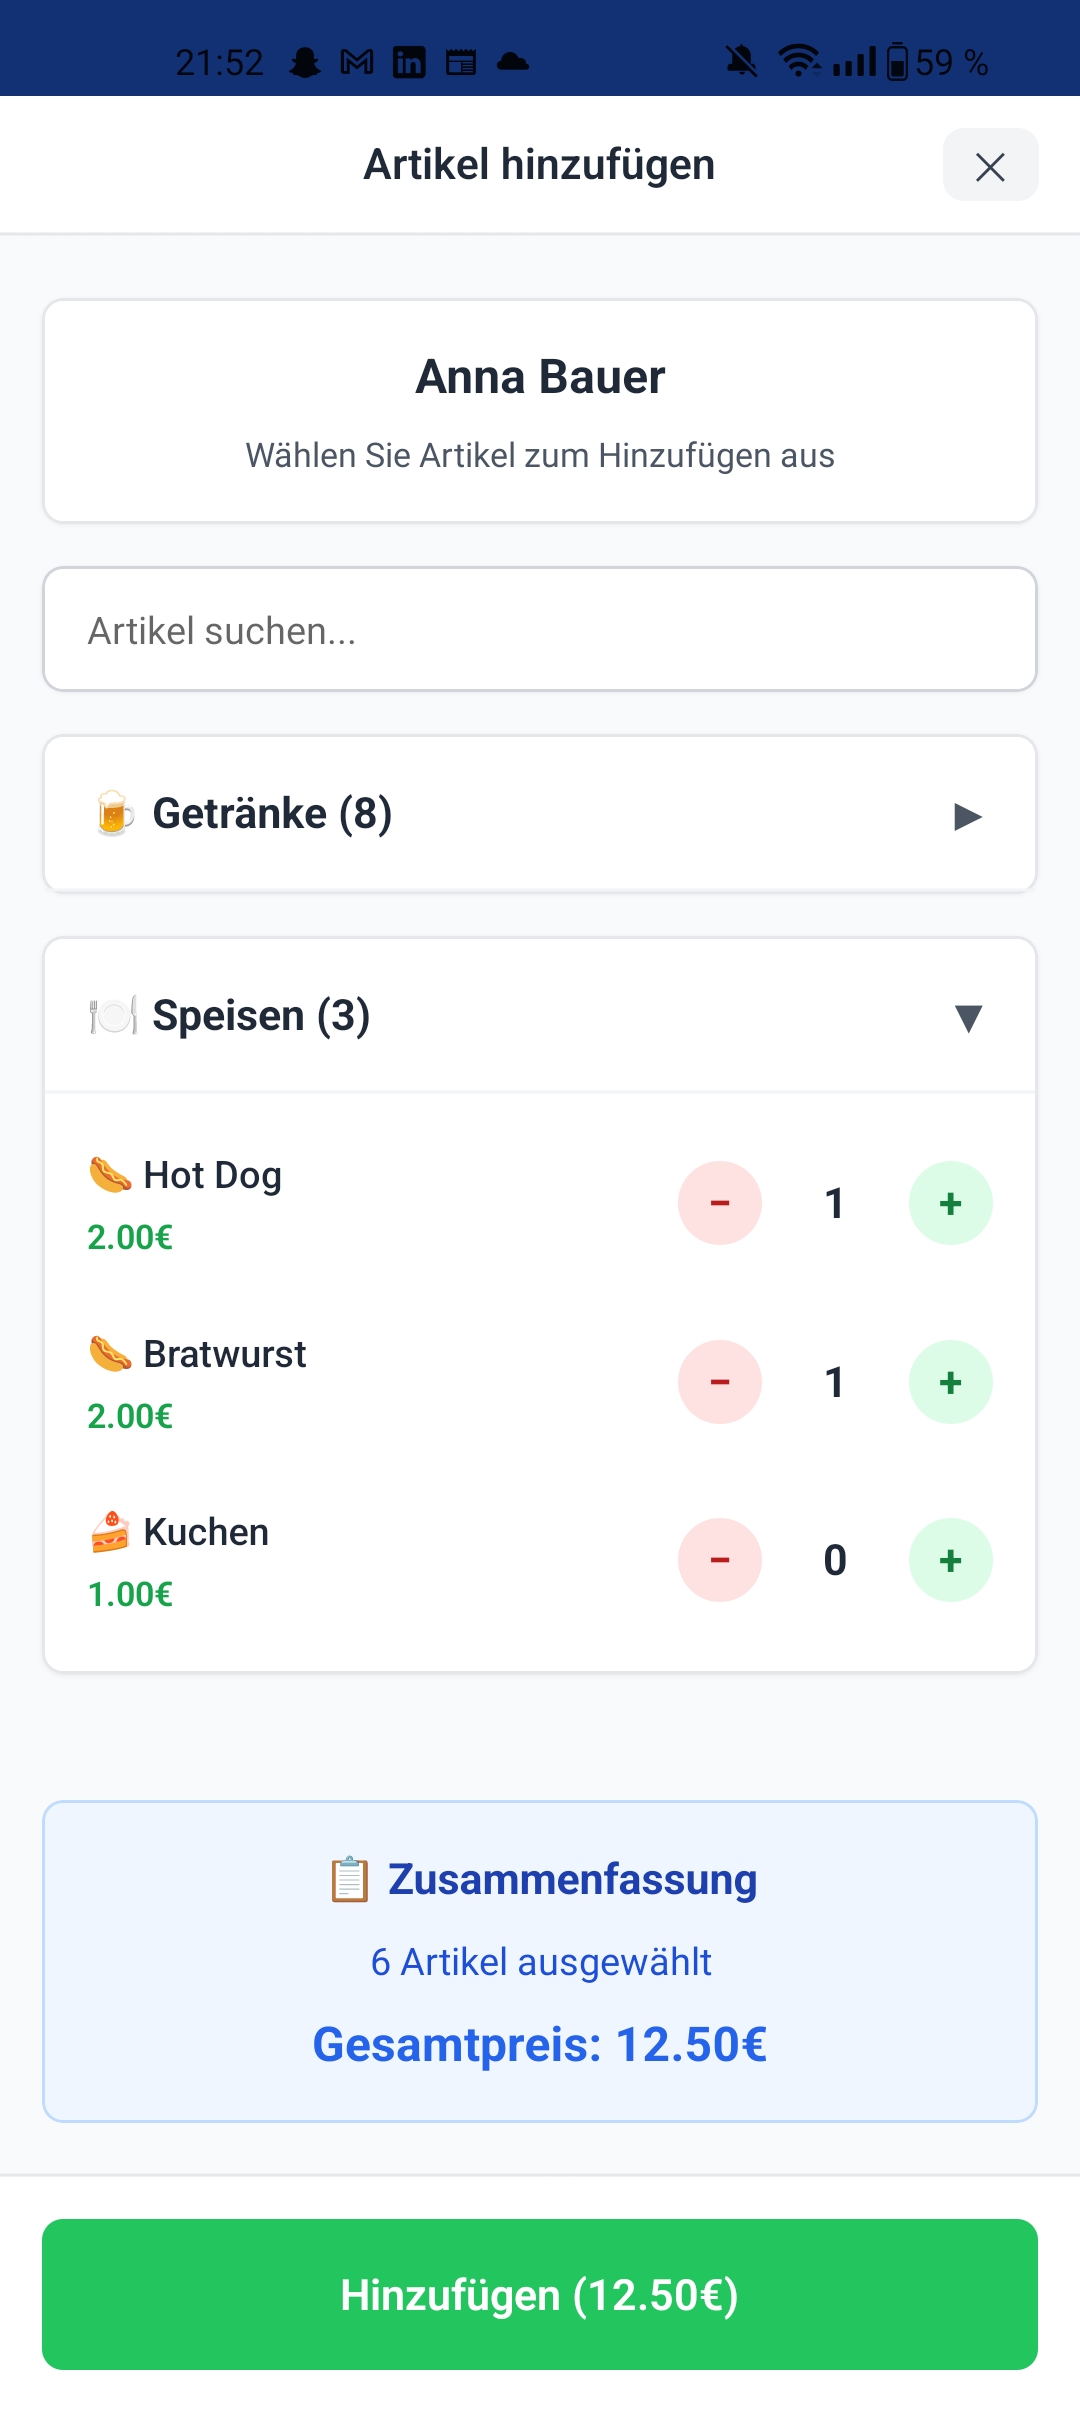 21:52
59 %
Artikel hinzufügen
Anna Bauer
Wählen Sie Artikel zum Hinzufügen aus
Artikel suchen...
Getränke (8)
Speisen (3)
Hot Dog
2.00€
− 1 +
Bratwurst
2.00€
− 1 +
Kuchen
1.00€
− 0 +
Zusammenfassung
6 Artikel ausgewählt
Gesamtpreis: 12.50€
Hinzufügen (12.50€)